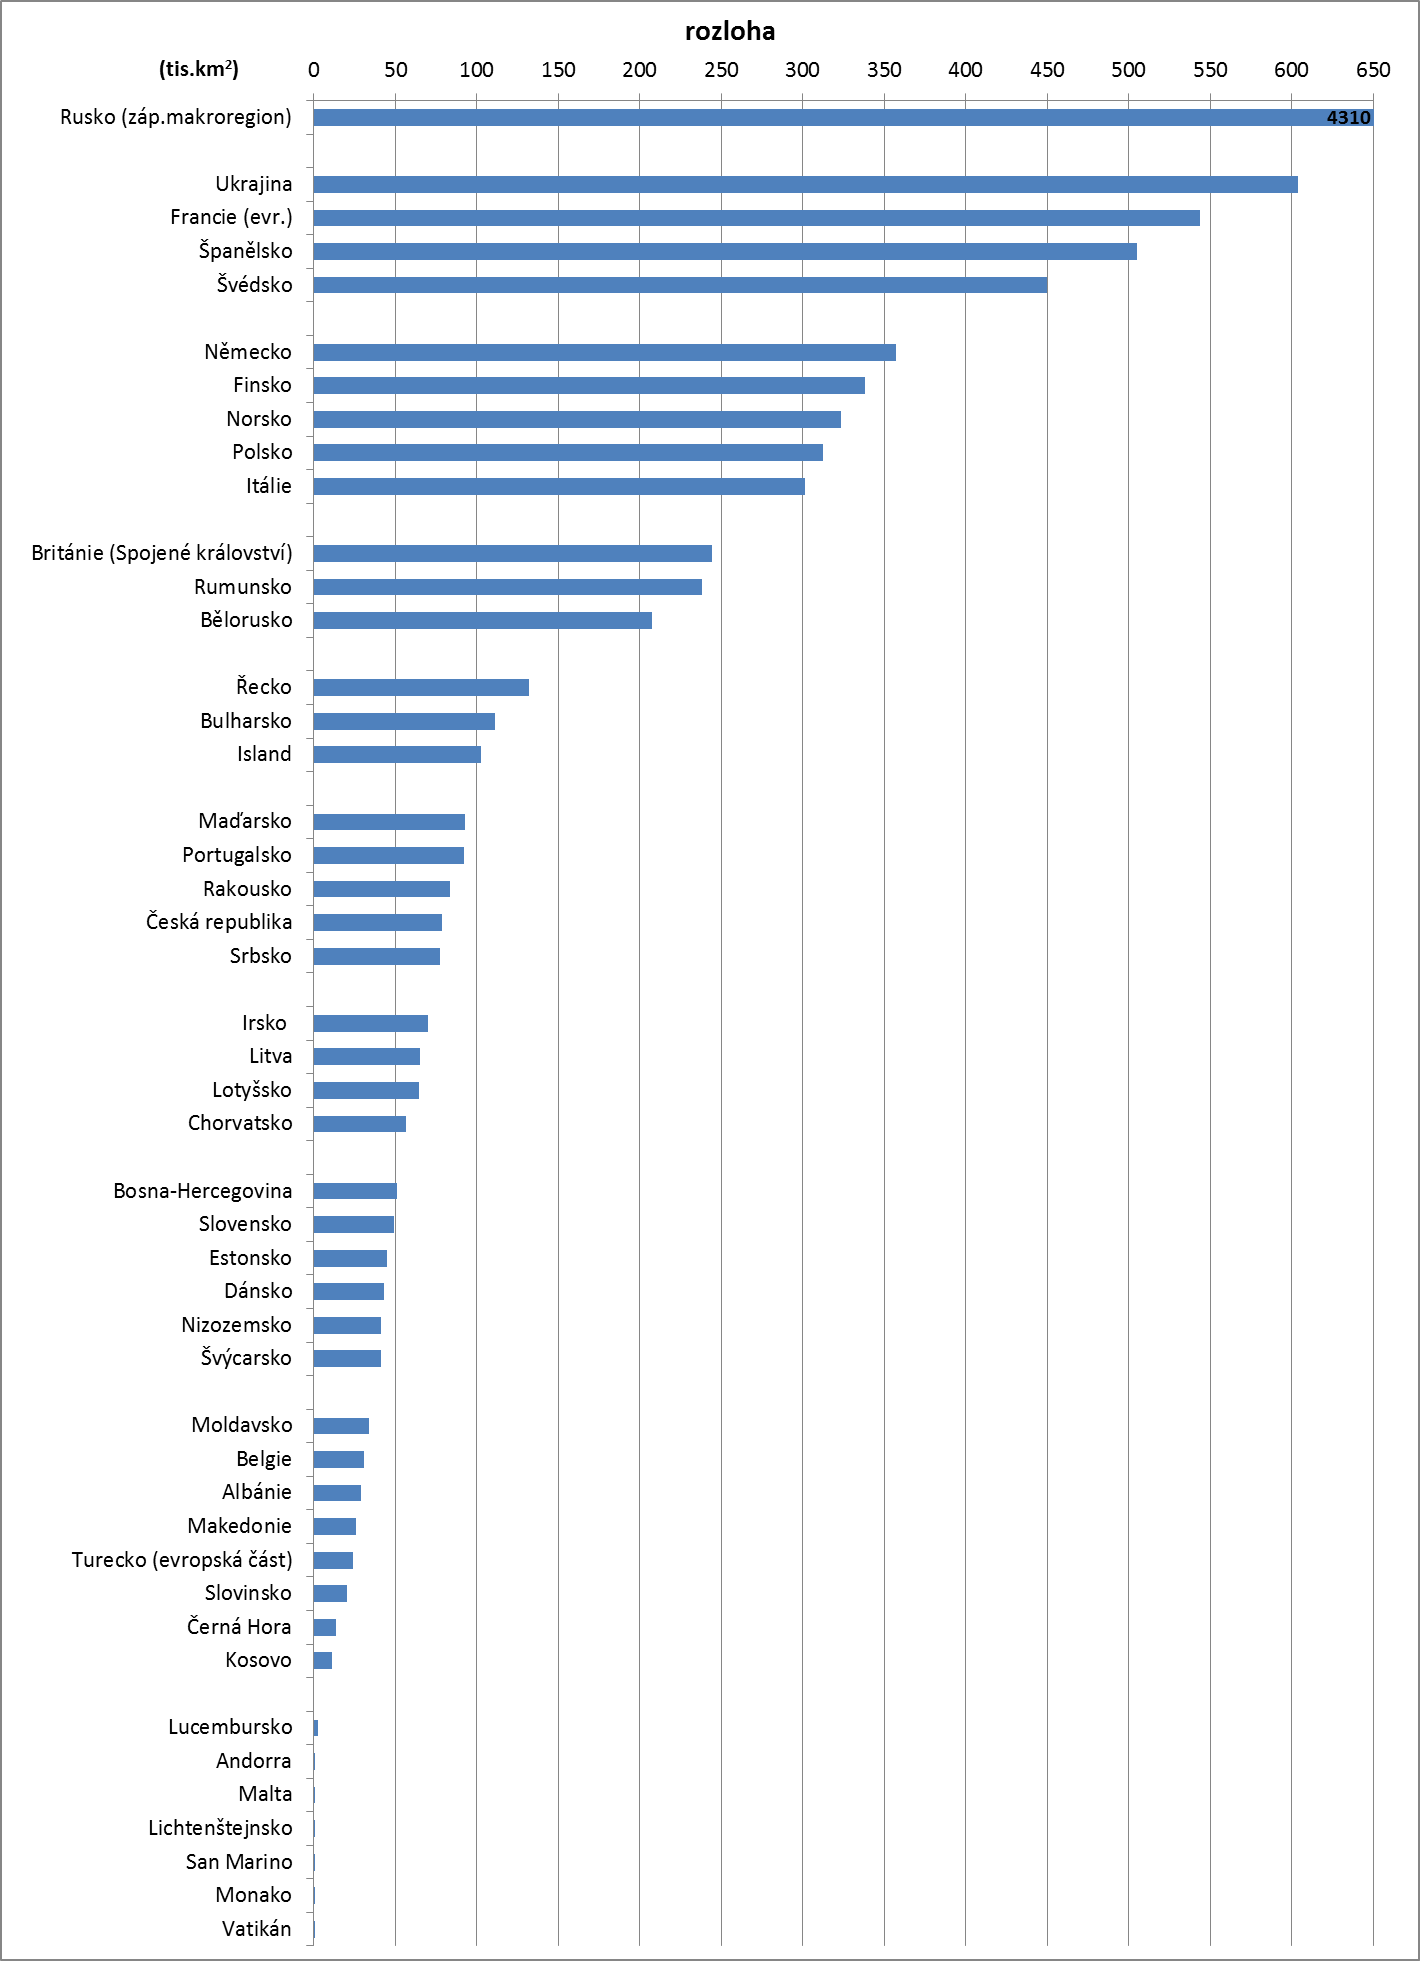 rozloha
(tis.km²) 0 50 100 150 200 250 300 350 400 450 500 550 600 650
Rusko (záp.makroregion) 4310
Ukrajina
Francie (evr.)
Španělsko
Švédsko
Německo
Finsko
Norsko
Polsko
Itálie
Británie (Spojené království)
Rumunsko
Bělorusko
Řecko
Bulharsko
Island
Maďarsko
Portugalsko
Rakousko
Česká republika
Srbsko
Irsko
Litva
Lotyšsko
Chorvatsko
Bosna-Hercegovina
Slovensko
Estonsko
Dánsko
Nizozemsko
Švýcarsko
Moldavsko
Belgie
Albánie
Makedonie
Turecko (evropská část)
Slovinsko
Černá Hora
Kosovo
Lucembursko
Andorra
Malta
Lichtenštejnsko
San Marino
Monako
Vatikán